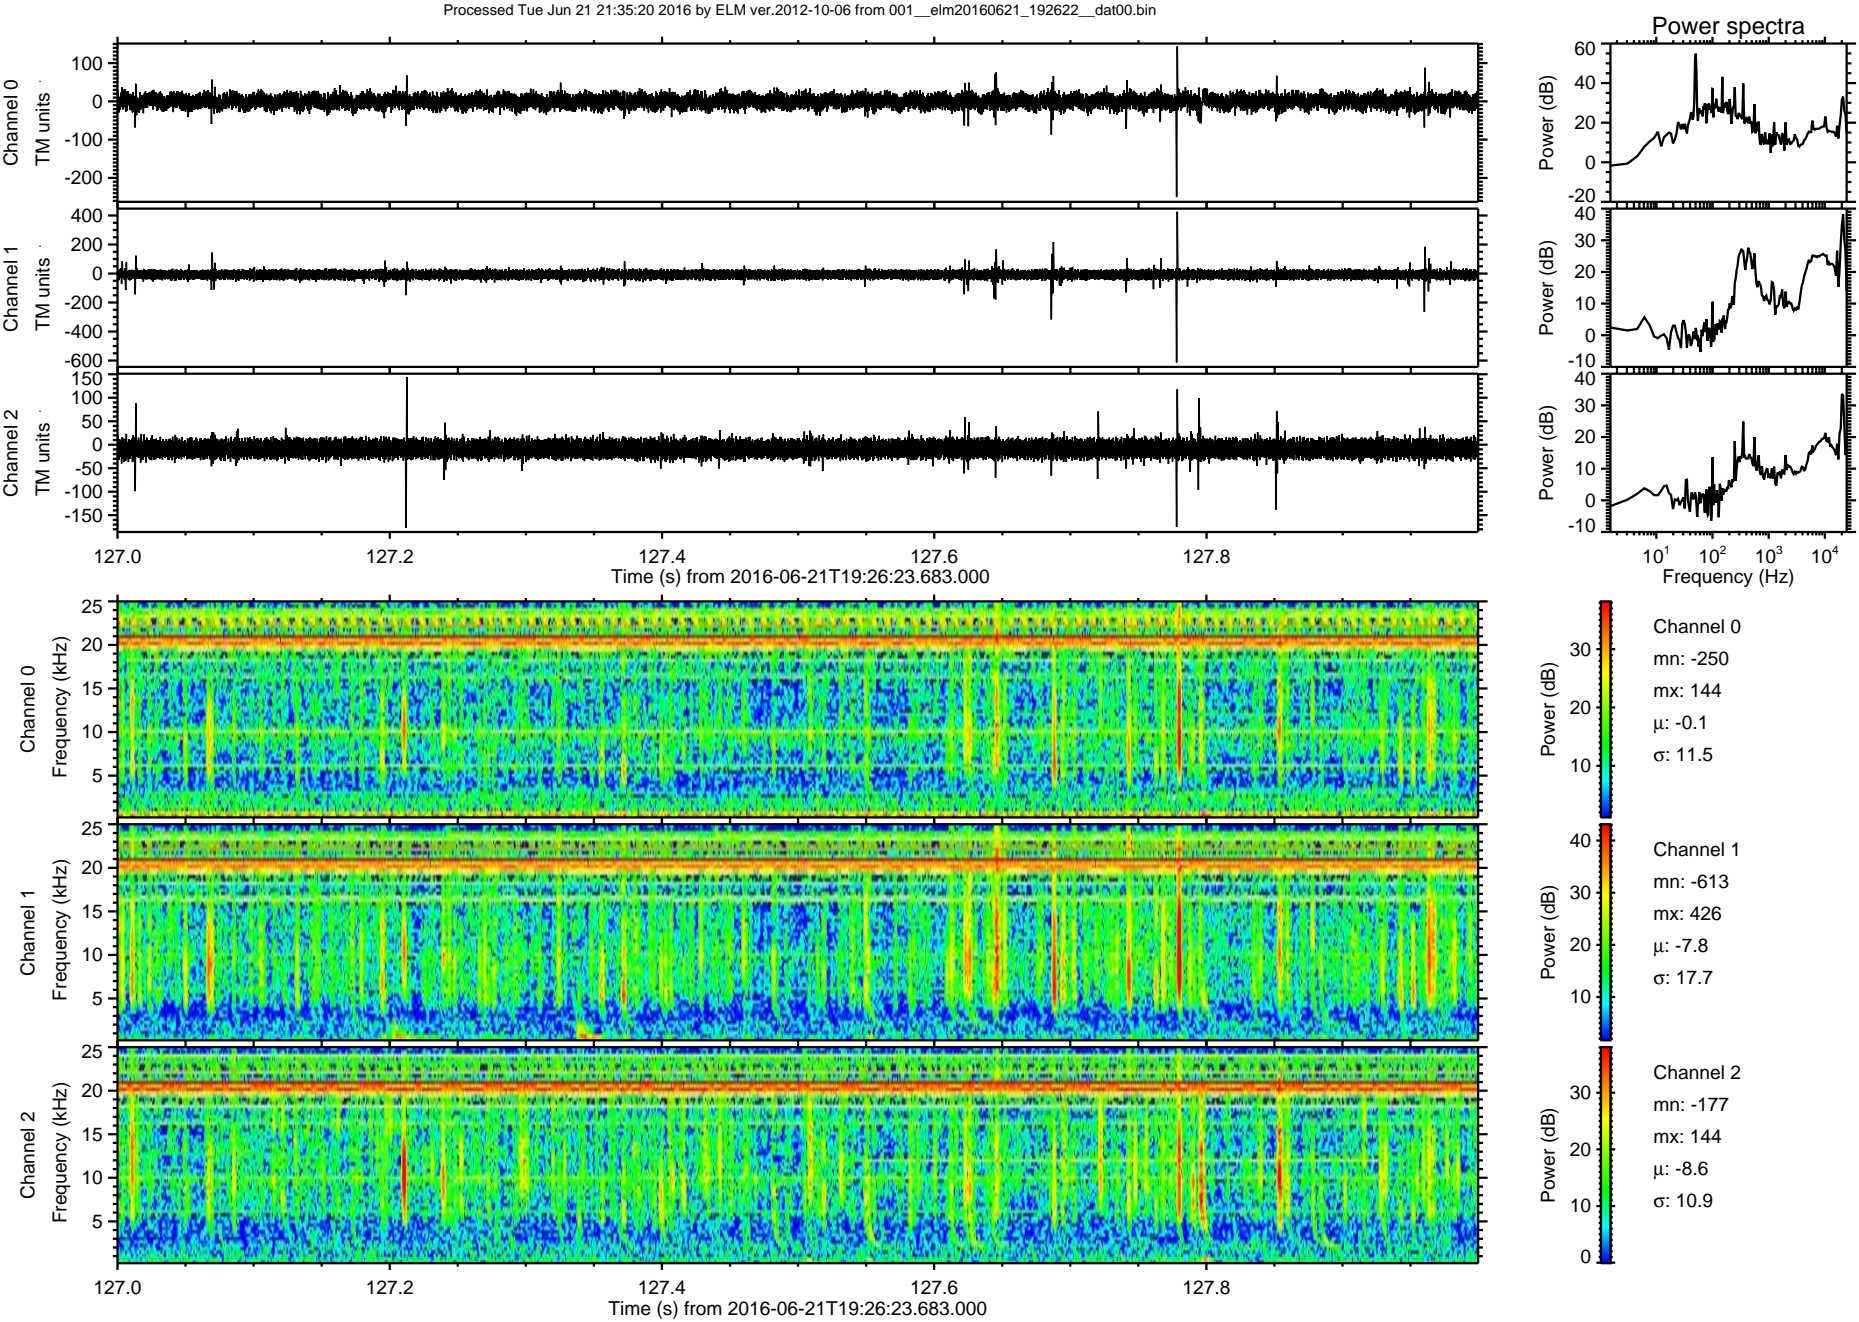 Processed Tue Jun 21 21:35:20 2016 by ELM ver.2012-10-06 from 001__elm20160621_192622__dat00.bin
Power spectra
Channel 0
TM units
100
0
-100
-200
Power (dB)
60
40
20
0
-20
Channel 1
TM units
400
200
0
-200
-400
-600
Power (dB)
40
30
20
10
0
-10
Channel 2
TM units
150
100
50
0
-50
-100
-150
Power (dB)
40
30
20
10
0
-10
127.0 127.2 127.4 127.6 127.8
Time (s) from 2016-06-21T19:26:23.683.000
10¹ 10² 10³ 10⁴
Frequency (Hz)
Channel 0
Frequency (kHz)
25
20
15
10
5
Power (dB)
30
20
10
Channel 0
mn: -250
mx: 144
μ: -0.1
σ: 11.5
Channel 1
Frequency (kHz)
25
20
15
10
5
Power (dB)
40
30
20
10
Channel 1
mn: -613
mx: 426
μ: -7.8
σ: 17.7
Channel 2
Frequency (kHz)
25
20
15
10
5
Power (dB)
30
20
10
0
Channel 2
mn: -177
mx: 144
μ: -8.6
σ: 10.9
127.0 127.2 127.4 127.6 127.8
Time (s) from 2016-06-21T19:26:23.683.000